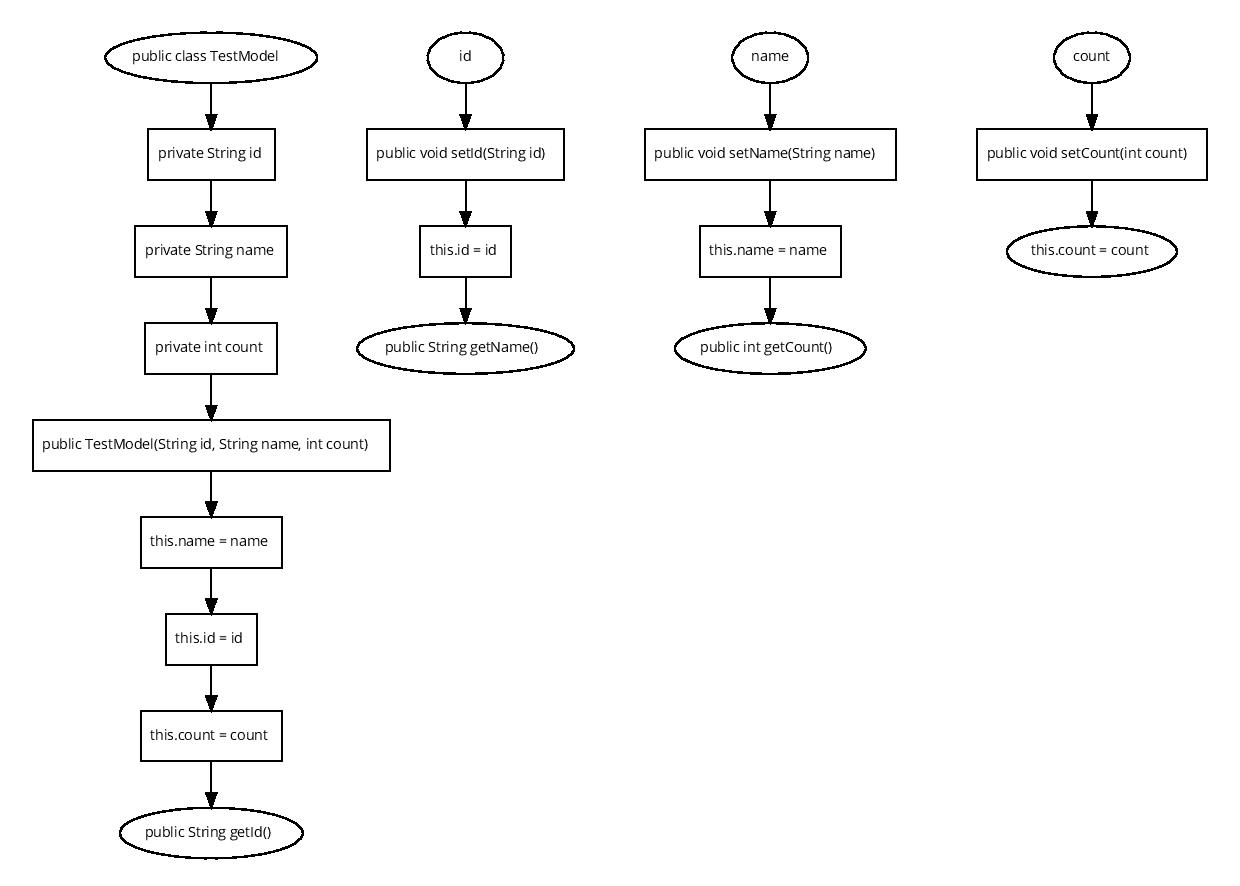 public class TestModel
private String id
private String name
private int count
public TestModel(String id, String name, int count)
this.name = name
this.id = id
this.count = count
public String getId()
id
public void setId(String id)
this.id = id
public String getName()
name
public void setName(String name)
this.name = name
public int getCount()
count
public void setCount(int count)
this.count = count